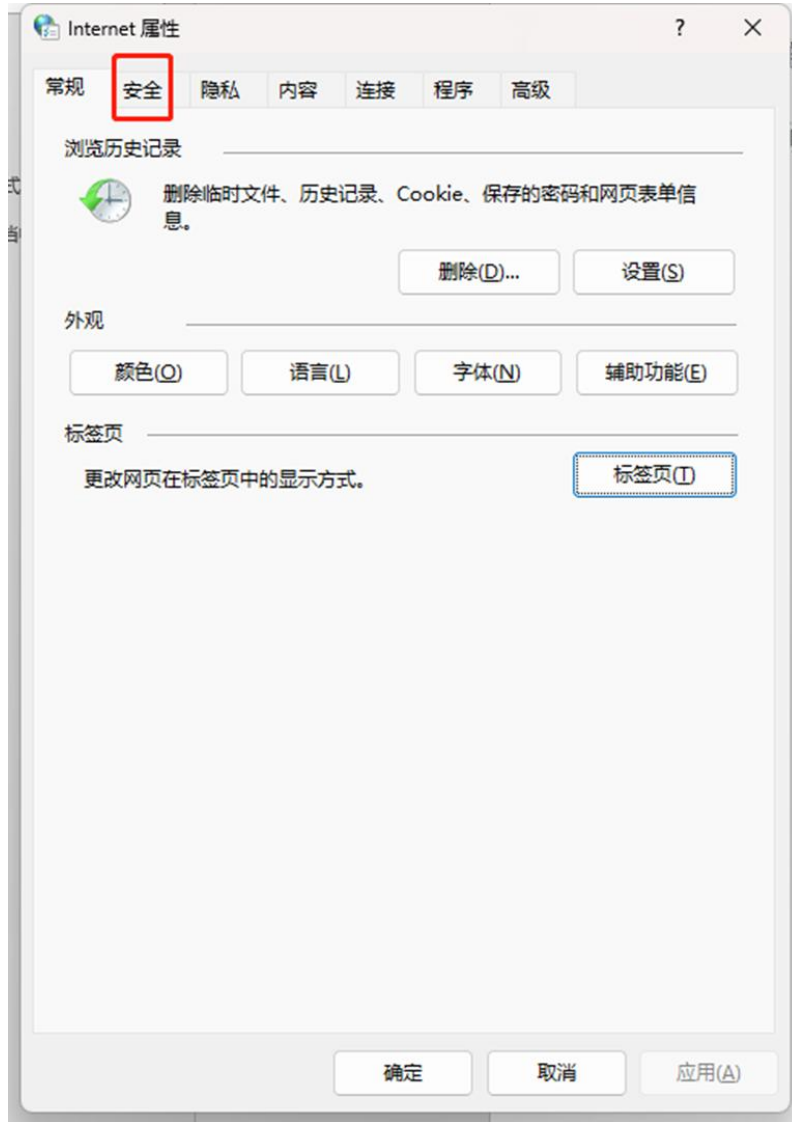 Internet 属性 ? ×
常规 安全 隐私 内容 连接 程序 高级
浏览历史记录
删除临时文件、历史记录、Cookie、保存的密码和网页表单信
息。
删除(D)... 设置(S)
外观
颜色(O) 语言(L) 字体(N) 辅助功能(E)
标签页
更改网页在标签页中的显示方式。 标签页(T)
确定 取消 应用(A)